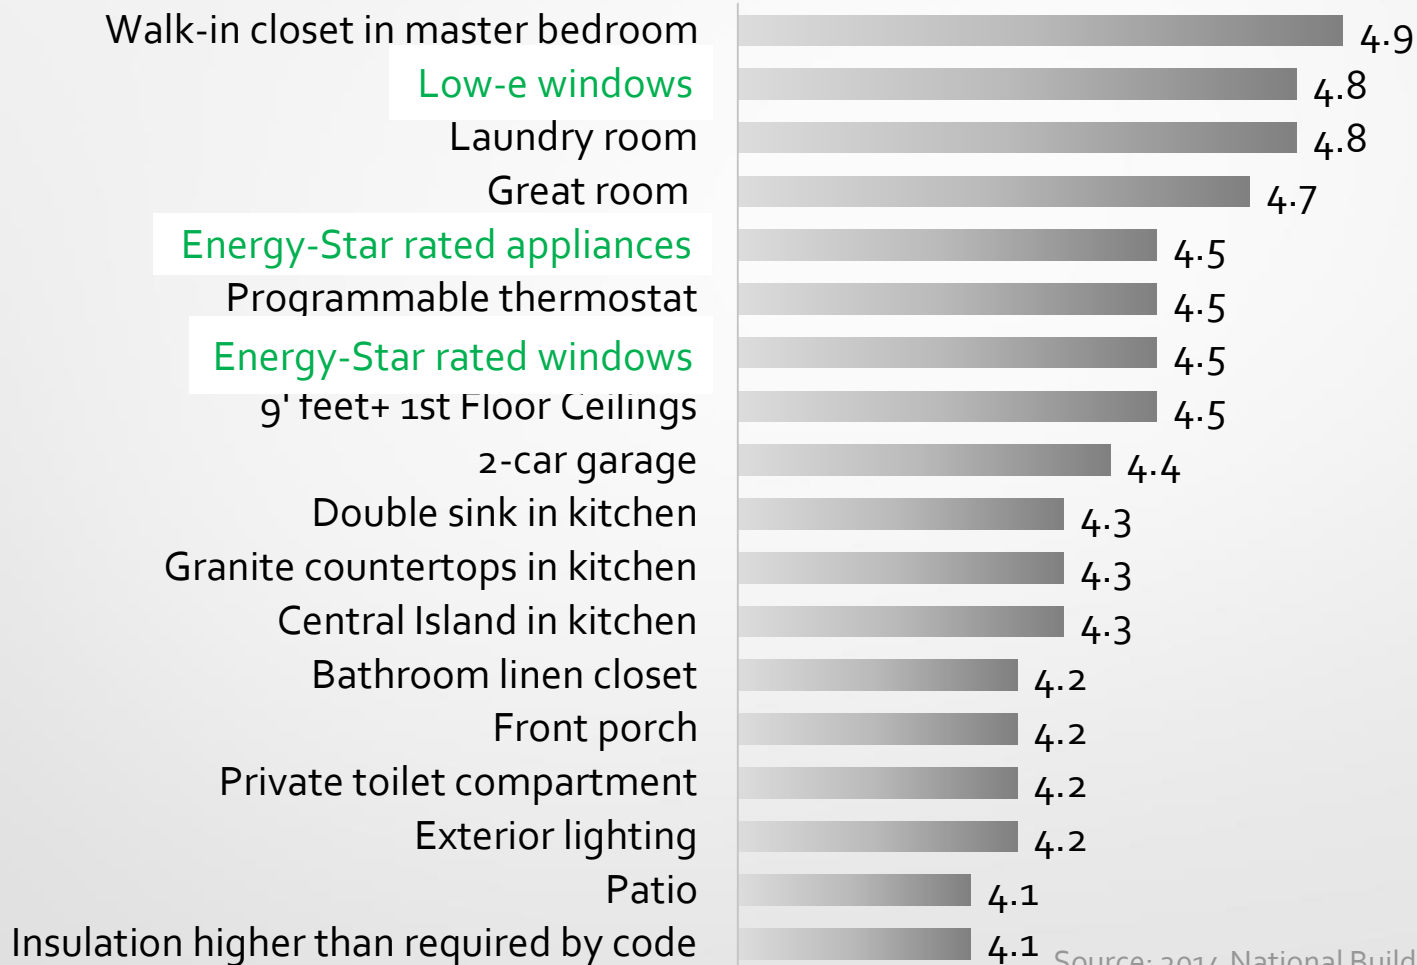 Walk-in closet in master bedroom 4.9
Low-e windows 4.8
Laundry room 4.8
Great room 4.7
Energy-Star rated appliances 4.5
Programmable thermostat 4.5
Energy-Star rated windows 4.5
9' feet+ 1st Floor Ceilings 4.5
2-car garage 4.4
Double sink in kitchen 4.3
Granite countertops in kitchen 4.3
Central Island in kitchen 4.3
Bathroom linen closet 4.2
Front porch 4.2
Private toilet compartment 4.2
Exterior lighting 4.2
Patio 4.1
Insulation higher than required by code 4.1
Source: 2014 National Build